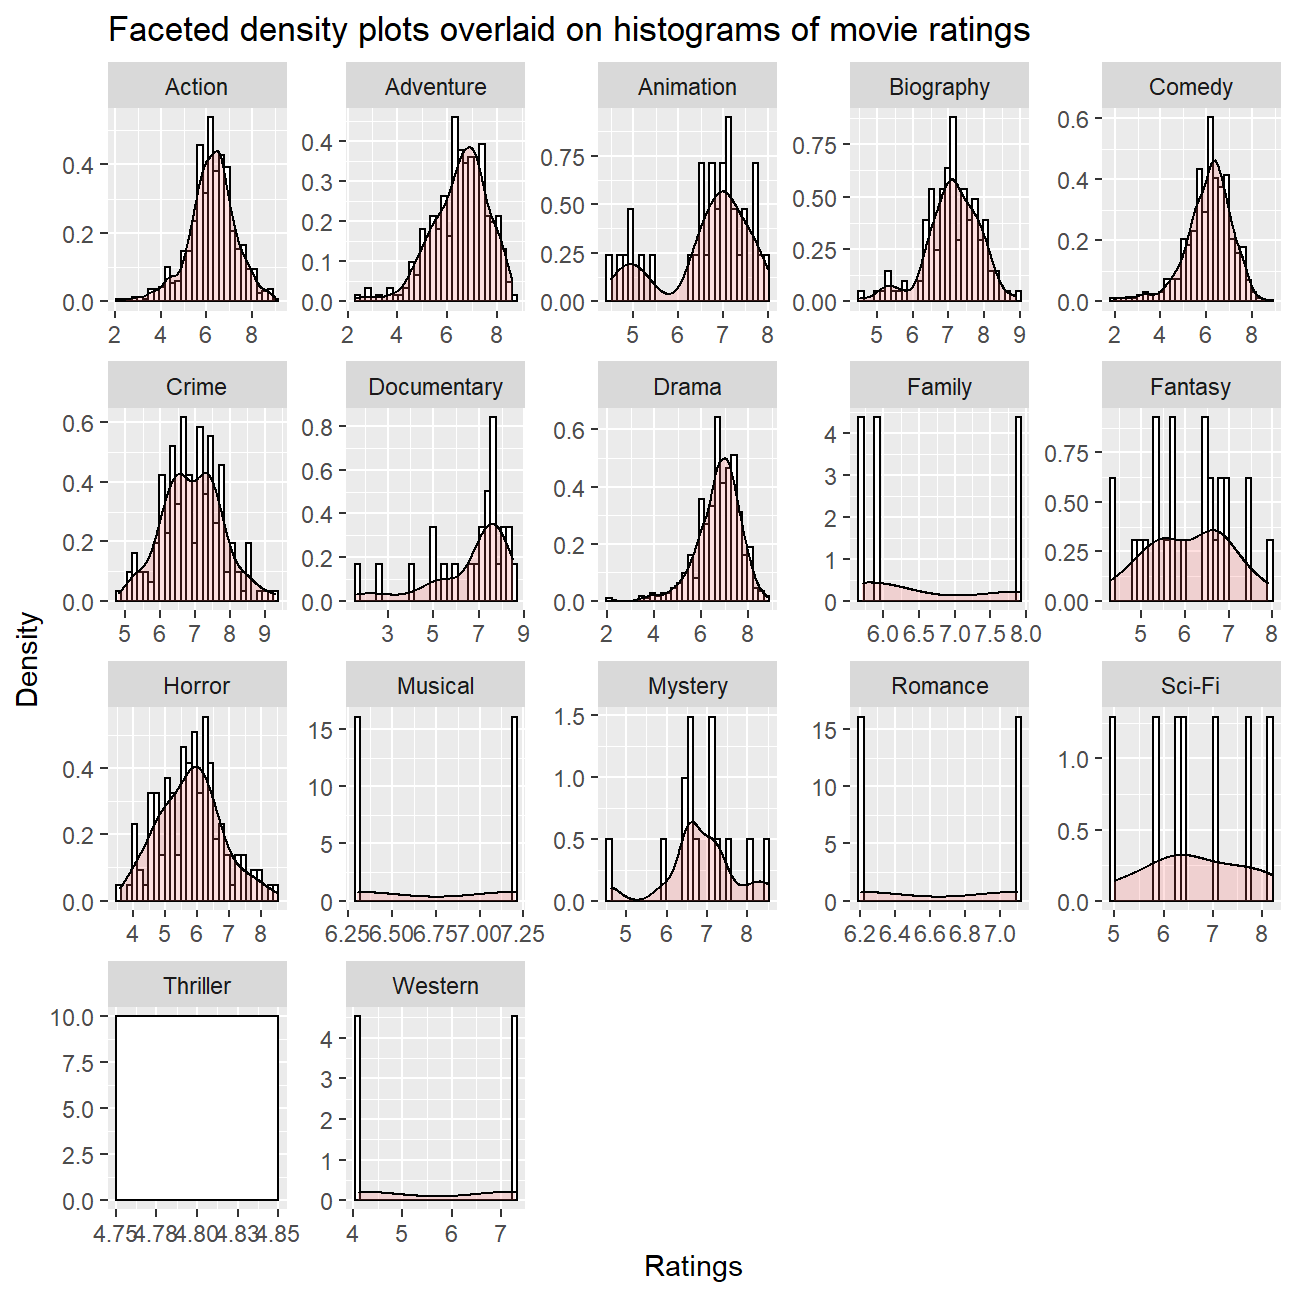 Faceted density plots overlaid on histograms of movie ratings
Action Adventure Animation Biography Comedy
0.4 0.2 0.0
2 4 6 8
0.4 0.3 0.2 0.1 0.0
2 4 6 8
0.75 0.50 0.25 0.00
5 6 7 8
0.75 0.50 0.25 0.00
5 6 7 8 9
0.6 0.4 0.2 0.0
2 4 6 8
Crime Documentary Drama Family Fantasy
0.6 0.4 0.2 0.0
5 6 7 8 9
0.8 0.6 0.4 0.2 0.0
3 5 7 9
0.6 0.4 0.2 0.0
2 4 6 8
4 3 2 1 0
6.0 6.5 7.0 7.5 8.0
0.75 0.50 0.25 0.00
5 6 7 8
Density
Horror Musical Mystery Romance Sci-Fi
0.4 0.2 0.0
4 5 6 7 8
15 10 5 0
6.25 6.50 6.75 7.00 7.25
1.5 1.0 0.5 0.0
5 6 7 8
15 10 5 0
6.2 6.4 6.6 6.8 7.0
1.0 0.5 0.0
5 6 7 8
Thriller Western
10.0 7.5 5.0 2.5 0.0
4.75 4.78 4.80 4.83 4.85
4 3 2 1 0
4 5 6 7
Ratings